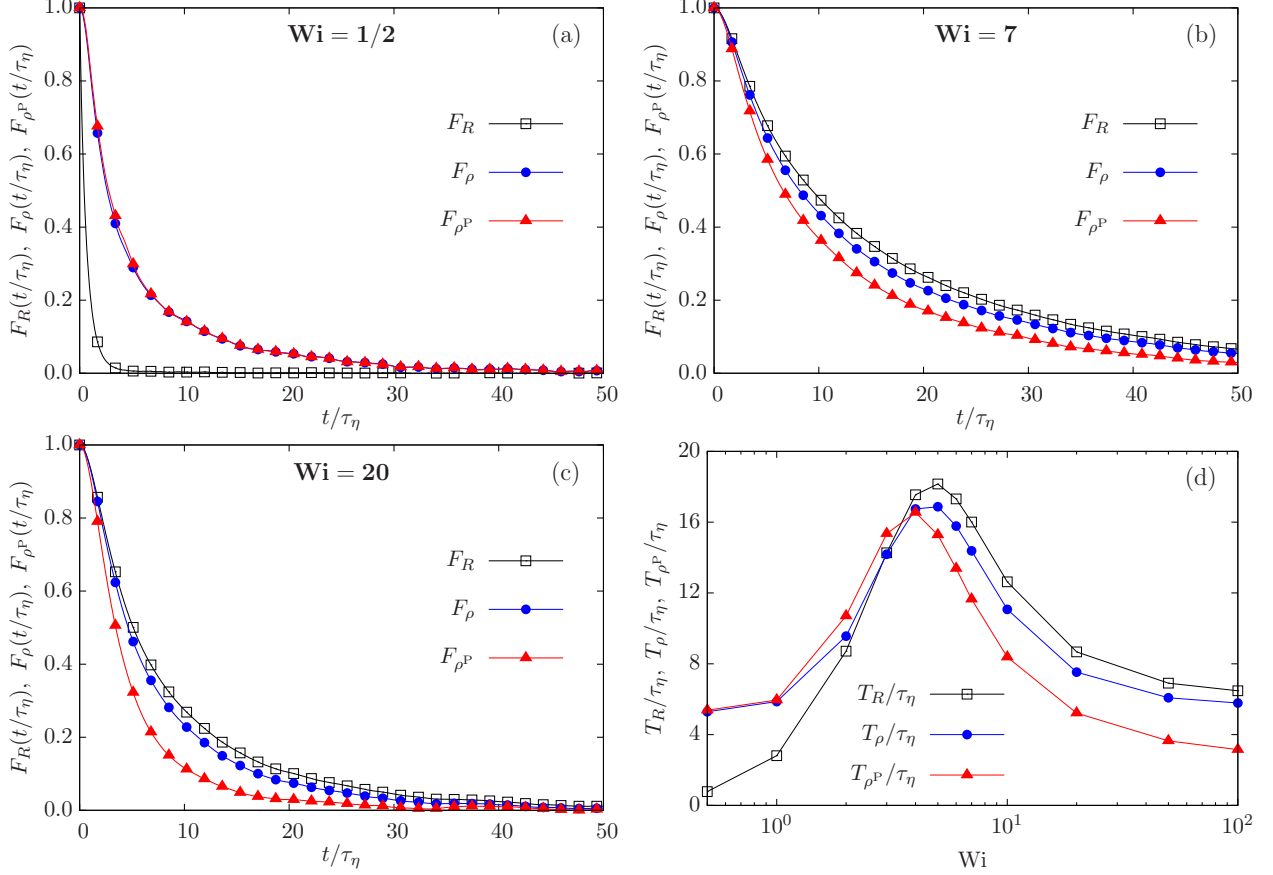 F_R(t/τ_η), F_ρ(t/τ_η), F_ρ^P(t/τ_η)
1.0
0.8
0.6
0.4
0.2
0.0
Wi = 1/2
(a)
F_R
F_ρ
F_ρ^P
0 10 20 30 40 50
t/τ_η
F_R(t/τ_η), F_ρ(t/τ_η), F_ρ^P(t/τ_η)
1.0
0.8
0.6
0.4
0.2
0.0
Wi = 7
(b)
F_R
F_ρ
F_ρ^P
0 10 20 30 40 50
t/τ_η
F_R(t/τ_η), F_ρ(t/τ_η), F_ρ^P(t/τ_η)
1.0
0.8
0.6
0.4
0.2
0.0
Wi = 20
(c)
F_R
F_ρ
F_ρ^P
0 10 20 30 40 50
t/τ_η
T_R/τ_η, T_ρ/τ_η, T_ρ^P/τ_η
20
16
12
8
4
0
(d)
T_R/τ_η
T_ρ/τ_η
T_ρ^P/τ_η
10^0 10^1 10^2
Wi